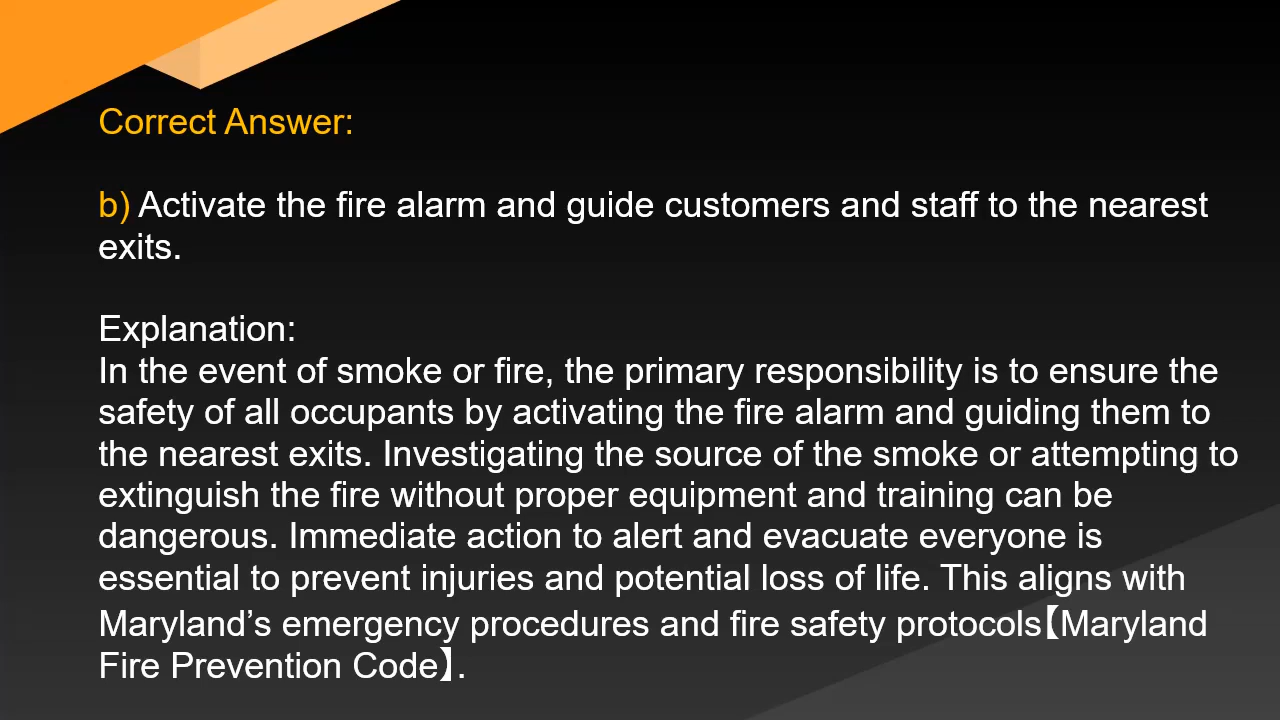 Correct Answer:
b) Activate the fire alarm and guide customers and staff to the nearest
exits.
Explanation:
In the event of smoke or fire, the primary responsibility is to ensure the
safety of all occupants by activating the fire alarm and guiding them to
the nearest exits. Investigating the source of the smoke or attempting to
extinguish the fire without proper equipment and training can be
dangerous. Immediate action to alert and evacuate everyone is
essential to prevent injuries and potential loss of life. This aligns with
Maryland’s emergency procedures and fire safety protocols【Maryland
Fire Prevention Code】.